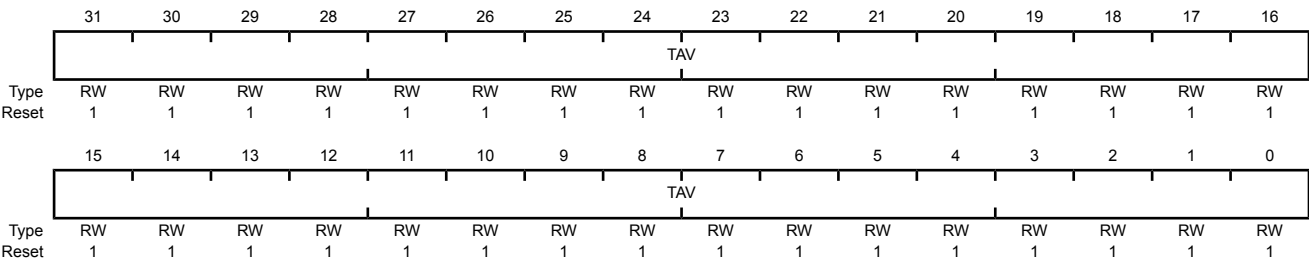 31 30 29 28 27 26 25 24 23 22 21 20 19 18 17 16
TAV
Type RW RW RW RW RW RW RW RW RW RW RW RW RW RW RW RW
Reset 1 1 1 1 1 1 1 1 1 1 1 1 1 1 1 1
15 14 13 12 11 10 9 8 7 6 5 4 3 2 1 0
TAV
Type RW RW RW RW RW RW RW RW RW RW RW RW RW RW RW RW
Reset 1 1 1 1 1 1 1 1 1 1 1 1 1 1 1 1